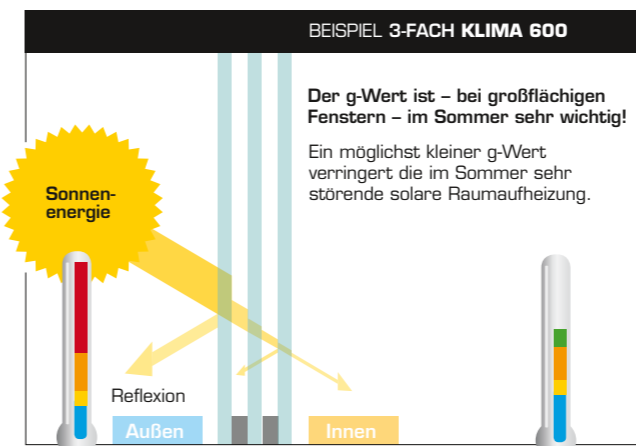 BEISPIEL 3-FACH KLIMA 600
Der g-Wert ist – bei großflächigen
Fenstern – im Sommer sehr wichtig!
Ein möglichst kleiner g-Wert
verringert die im Sommer sehr
störende solare Raumaufheizung.
Sonnen-
energie
Reflexion
Außen
Innen